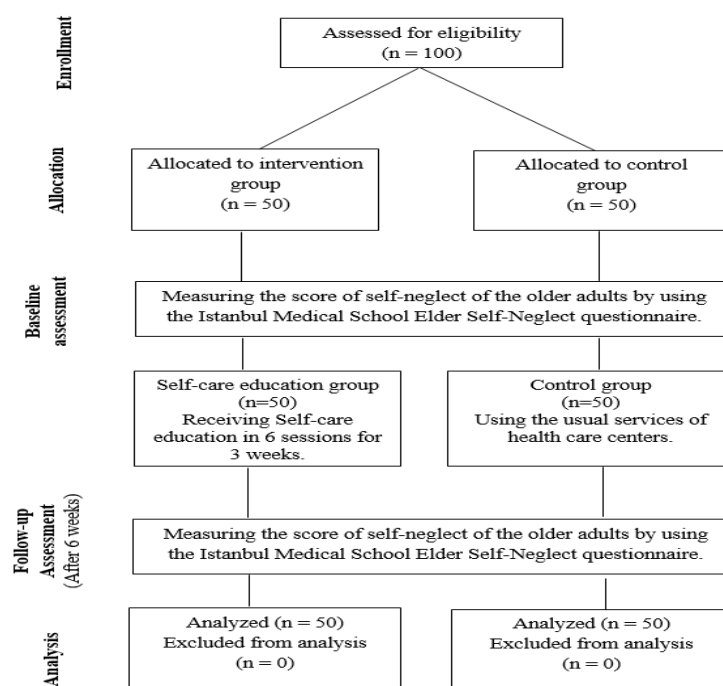 Enrollment
Assessed for eligibility
(n = 100)
Allocation
Allocated to intervention
group
(n = 50)
Allocated to control
group
(n = 50)
Baseline
assessment
Measuring the score of self-neglect of the older adults by using
the Istanbul Medical School Elder Self-Neglect questionnaire.
Self-care education group
(n=50)
Receiving Self-care
education in 6 sessions for
3 weeks.
Control group
(n=50)
Using the usual services of
health care centers.
Follow-up
Assessment
(After 6 weeks)
Measuring the score of self-neglect of the older adults by using
the Istanbul Medical School Elder Self-Neglect questionnaire.
Analysis
Analyzed (n = 50)
Excluded from analysis
(n = 0)
Analyzed (n = 50)
Excluded from analysis
(n = 0)